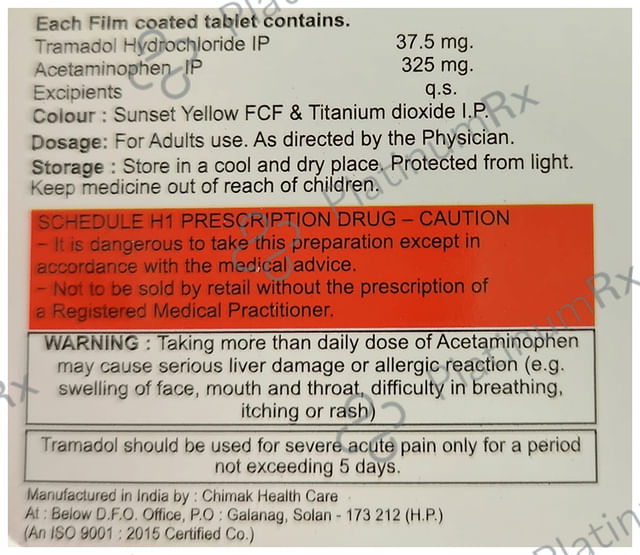 Each Film coated tablet contains.
Tramadol Hydrochloride IP 37.5 mg.
Acetaminophen IP 325 mg.
Excipients q.s.
Colour : Sunset Yellow FCF & Titanium dioxide I.P.
Dosage: For Adults use. As directed by the Physician.
Storage : Store in a cool and dry place. Protected from light.
Keep medicine out of reach of children.
SCHEDULE H1 PRESCRIPTION DRUG – CAUTION
– It is dangerous to take this preparation except in
accordance with the medical advice.
– Not to be sold by retail without the prescription of
a Registered Medical Practitioner.
WARNING : Taking more than daily dose of Acetaminophen
may cause serious liver damage or allergic reaction (e.g.
swelling of face, mouth and throat, difficulty in breathing,
itching or rash)
Tramadol should be used for severe acute pain only for a period
not exceeding 5 days.
Manufactured in India by : Chimak Health Care
At : Below D.F.O. Office, P.O : Galanag, Solan - 173 212 (H.P.)
(An ISO 9001 : 2015 Certified Co.)
PlatinumRx
PlatinumRx
Rx
Platin